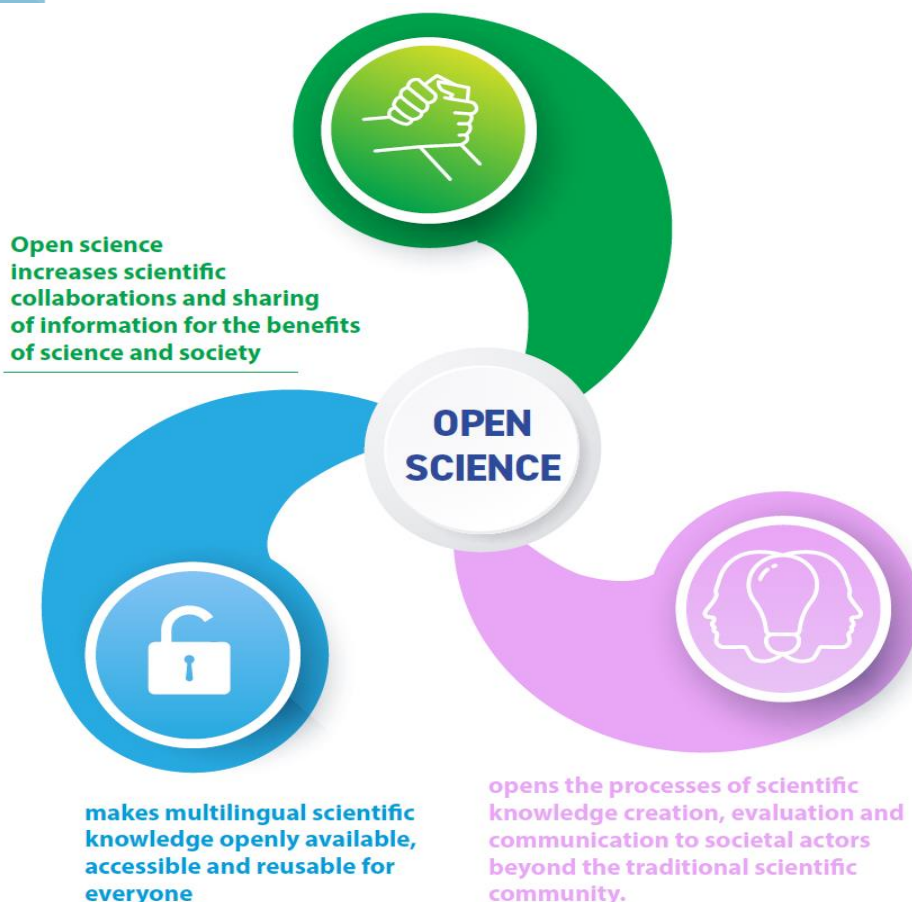 Open science
increases scientific
collaborations and sharing
of information for the benefits
of science and society
OPEN
SCIENCE
makes multilingual scientific
knowledge openly available,
accessible and reusable for
everyone
opens the processes of scientific
knowledge creation, evaluation and
communication to societal actors
beyond the traditional scientific
community.